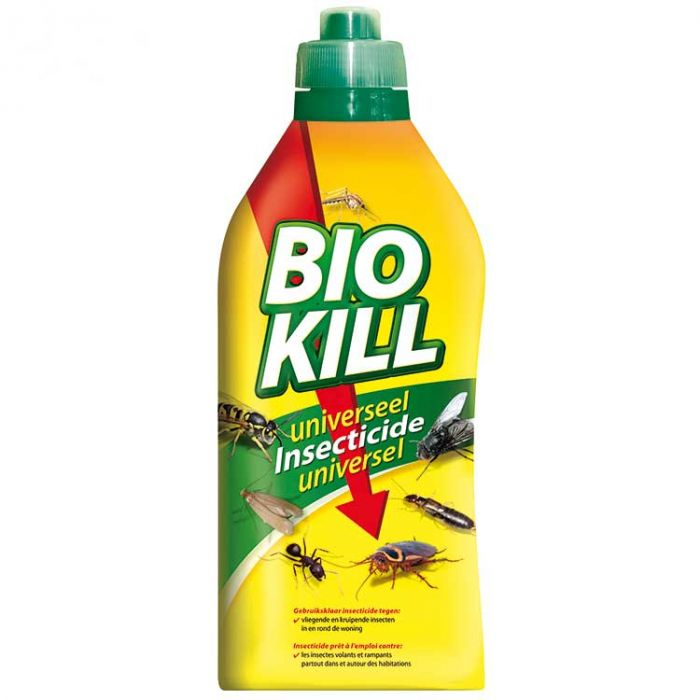 BIO
KILL
universeel
Insecticide
universel
Gebruiksklaar insecticide tegen:
✓ vliegende en kruipende insecten
in en rond de woning
Insecticide prêt à l'emploi contre:
✓ les insectes volants et rampants
partout dans et autour des habitations